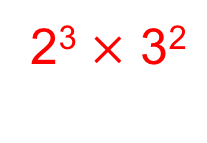 2³ × 3²